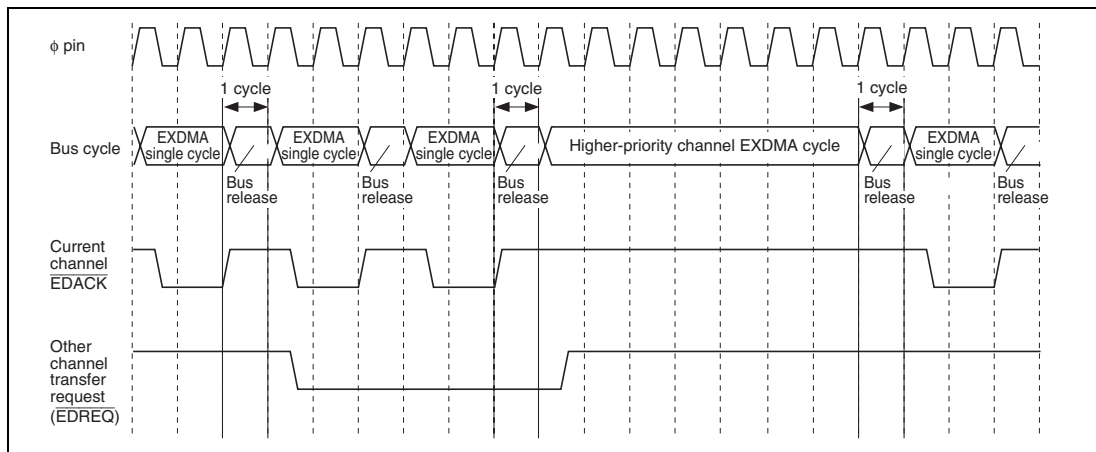 φ pin
1 cycle
1 cycle
1 cycle
Bus cycle
EXDMA
single cycle
Bus
release
EXDMA
single cycle
Bus
release
EXDMA
single cycle
Bus
release
Higher-priority channel EXDMA cycle
Bus
release
EXDMA
single cycle
Bus
release
Current
channel
EDACK
Other
channel
transfer
request
(EDREQ)